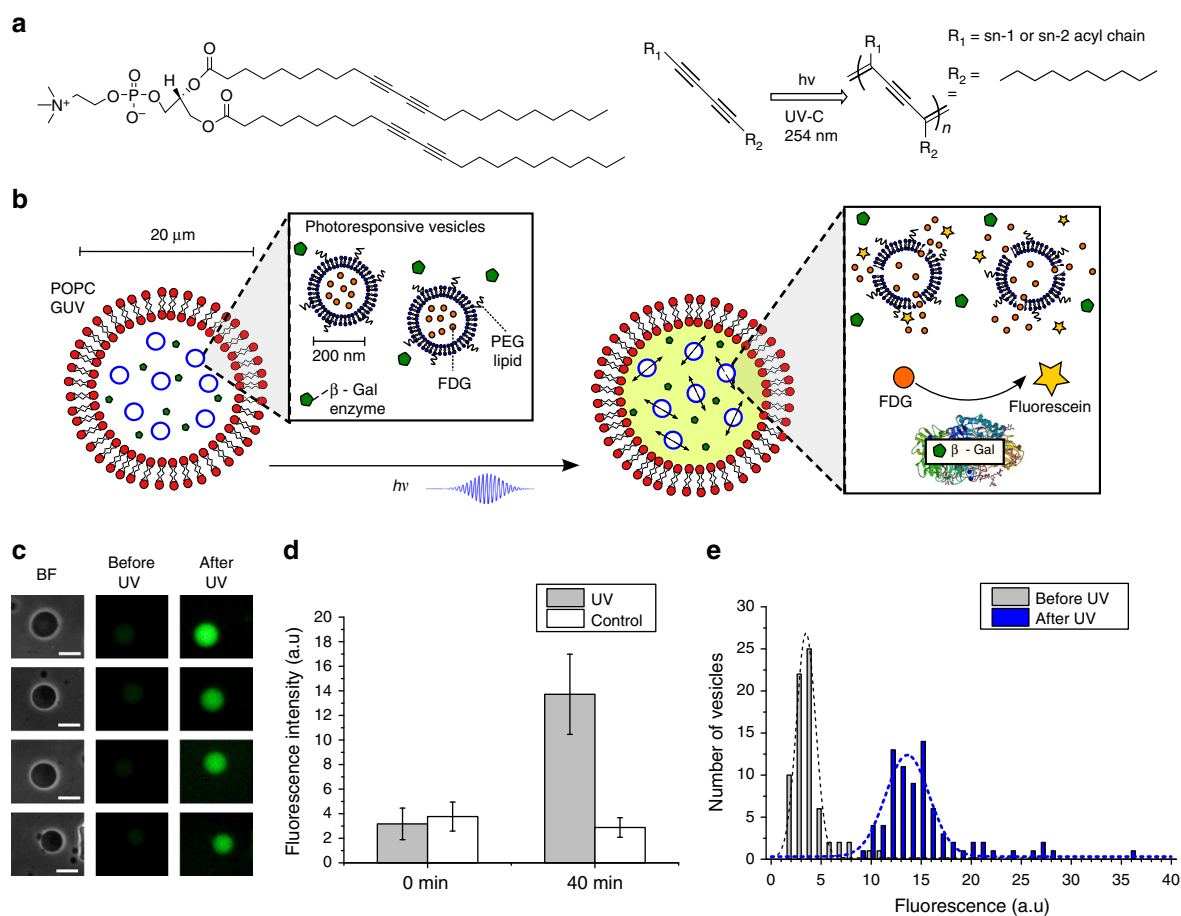 a
O
H
O
O
P
O
O
N+
O−
O
O
O
R1
R2
hv
UV-C
254 nm
R1
R2
n
R1 = sn-1 or sn-2 acyl chain
R2 =
=
b
20 μm
POPC
GUV
Photoresponsive vesicles
200 nm
FDG
PEG
lipid
β - Gal
enzyme
hν
FDG
Fluorescein
β - Gal
c
BF
Before
UV
After
UV
d
Fluorescence intensity (a.u)
20
18
16
14
12
10
8
6
4
2
0
UV
Control
0 min
40 min
e
Number of vesicles
30
25
20
15
10
5
0
Before UV
After UV
0 5 10 15 20 25 30 35 40
Fluorescence (a.u)